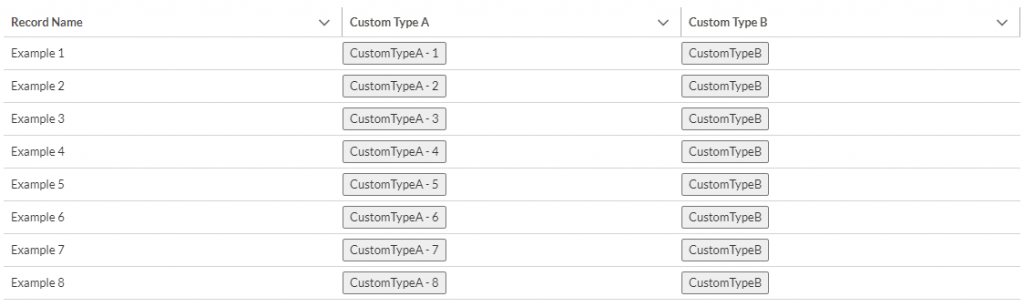 Record Name Custom Type A Custom Type B
Example 1 CustomTypeA - 1 CustomTypeB
Example 2 CustomTypeA - 2 CustomTypeB
Example 3 CustomTypeA - 3 CustomTypeB
Example 4 CustomTypeA - 4 CustomTypeB
Example 5 CustomTypeA - 5 CustomTypeB
Example 6 CustomTypeA - 6 CustomTypeB
Example 7 CustomTypeA - 7 CustomTypeB
Example 8 CustomTypeA - 8 CustomTypeB